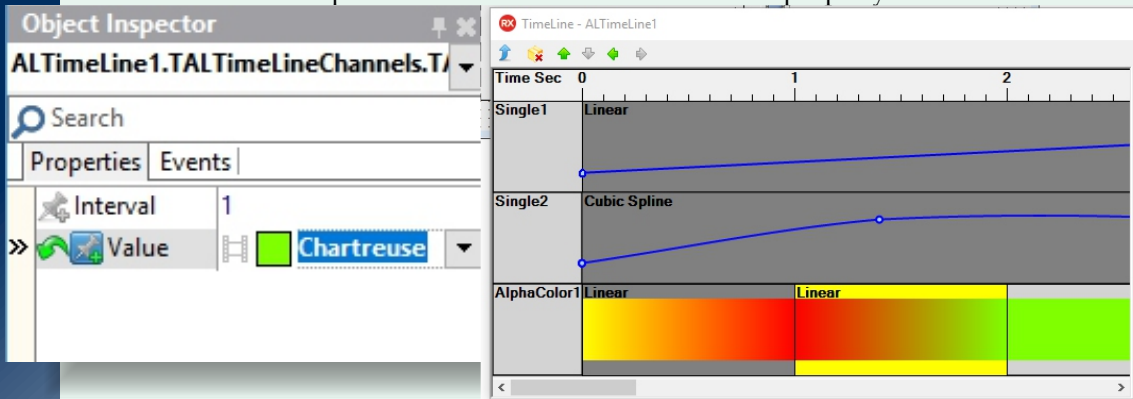 Object Inspector
ALTimeLine1.TALTimeLineChannels.TA
Search
Properties Events
Interval 1
Value Chartreuse
TimeLine - ALTimeLine1
Time Sec 0 1 2
Single1 Linear
Single2 Cubic Spline
AlphaColor1 Linear Linear